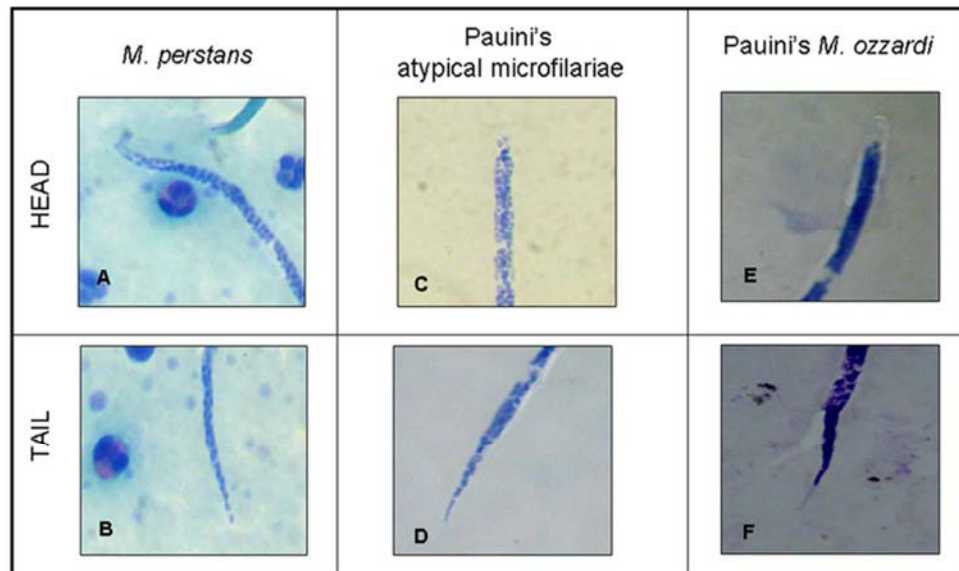 M. perstans
Pauini's
atypical microfilariae
Pauini's M. ozzardi
HEAD
A
C
E
TAIL
B
D
F